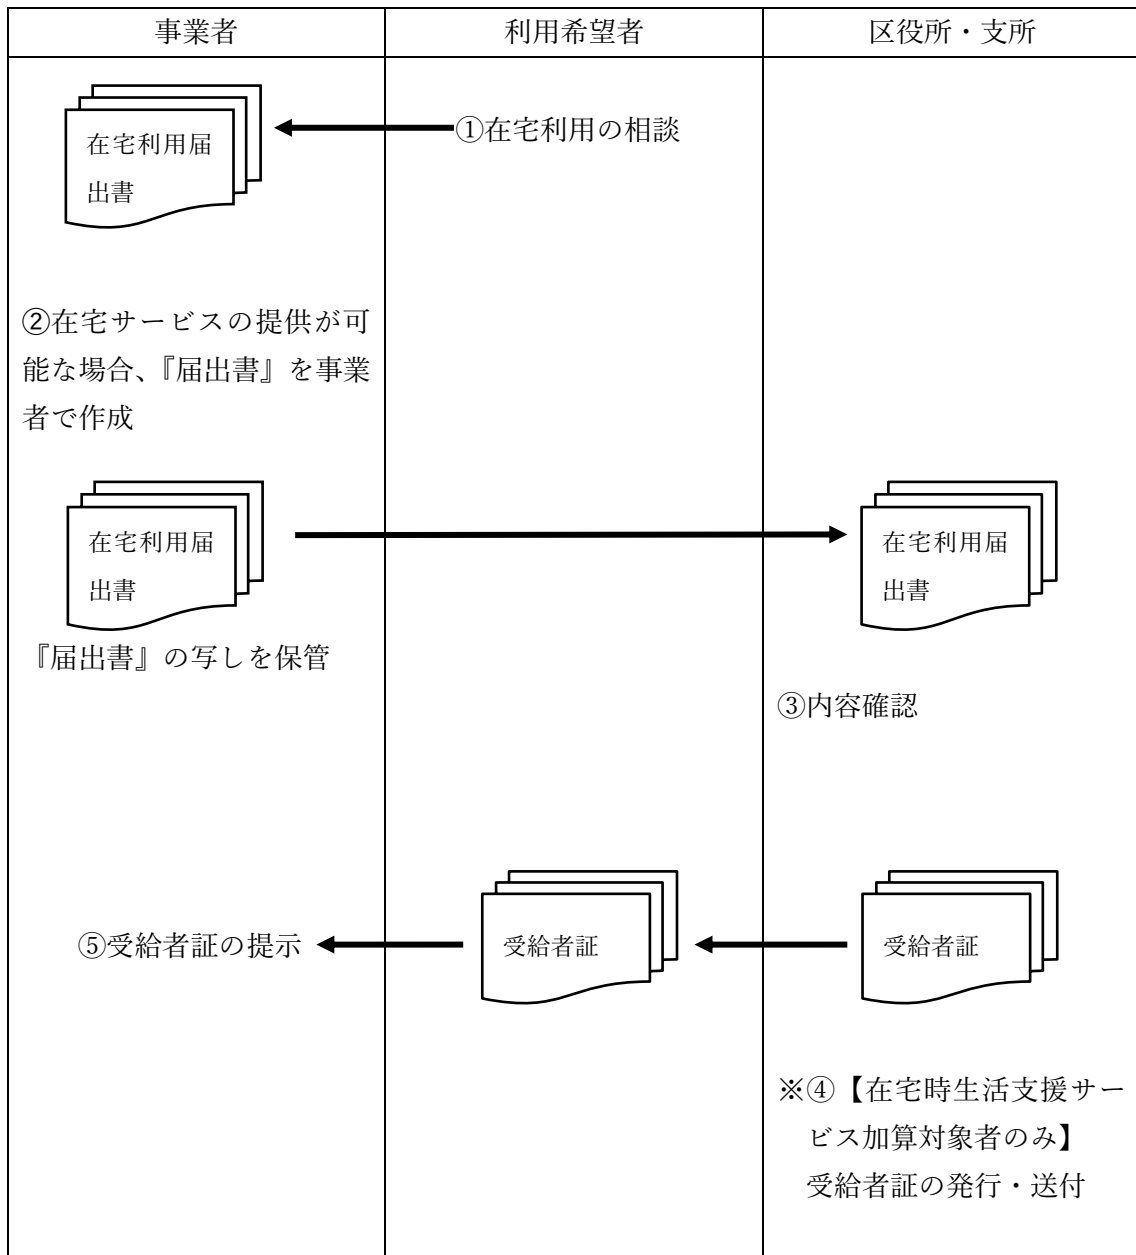 事業者
利用希望者
区役所・支所
在宅利用届
出書
①在宅利用の相談
②在宅サービスの提供が可
能な場合、『届出書』を事業
者で作成
在宅利用届
出書
在宅利用届
出書
『届出書』の写しを保管
③内容確認
⑤受給者証の提示
受給者証
受給者証
※④【在宅時生活支援サー
ビス加算対象者のみ】
受給者証の発行・送付